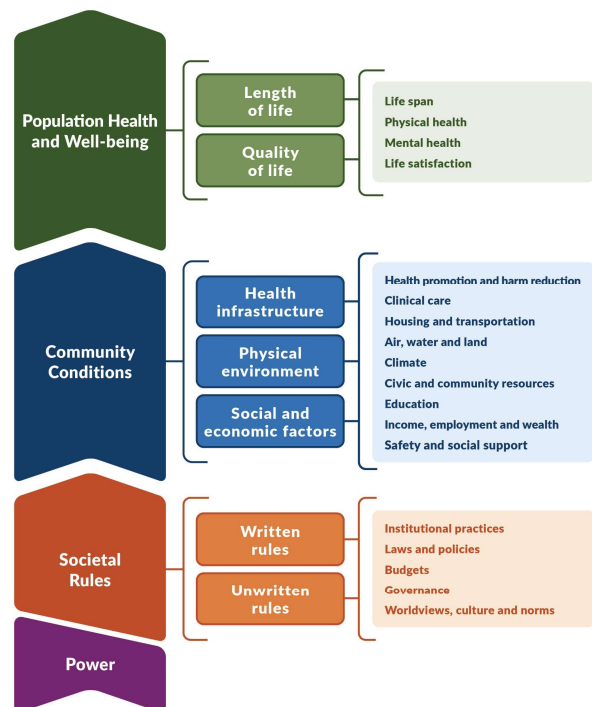 Population Health
and Well-being
Length
of life
Quality
of life
Life span
Physical health
Mental health
Life satisfaction
Community
Conditions
Health
infrastructure
Physical
environment
Social and
economic factors
Health promotion and harm reduction
Clinical care
Housing and transportation
Air, water and land
Climate
Civic and community resources
Education
Income, employment and wealth
Safety and social support
Societal
Rules
Written
rules
Unwritten
rules
Institutional practices
Laws and policies
Budgets
Governance
Worldviews, culture and norms
Power